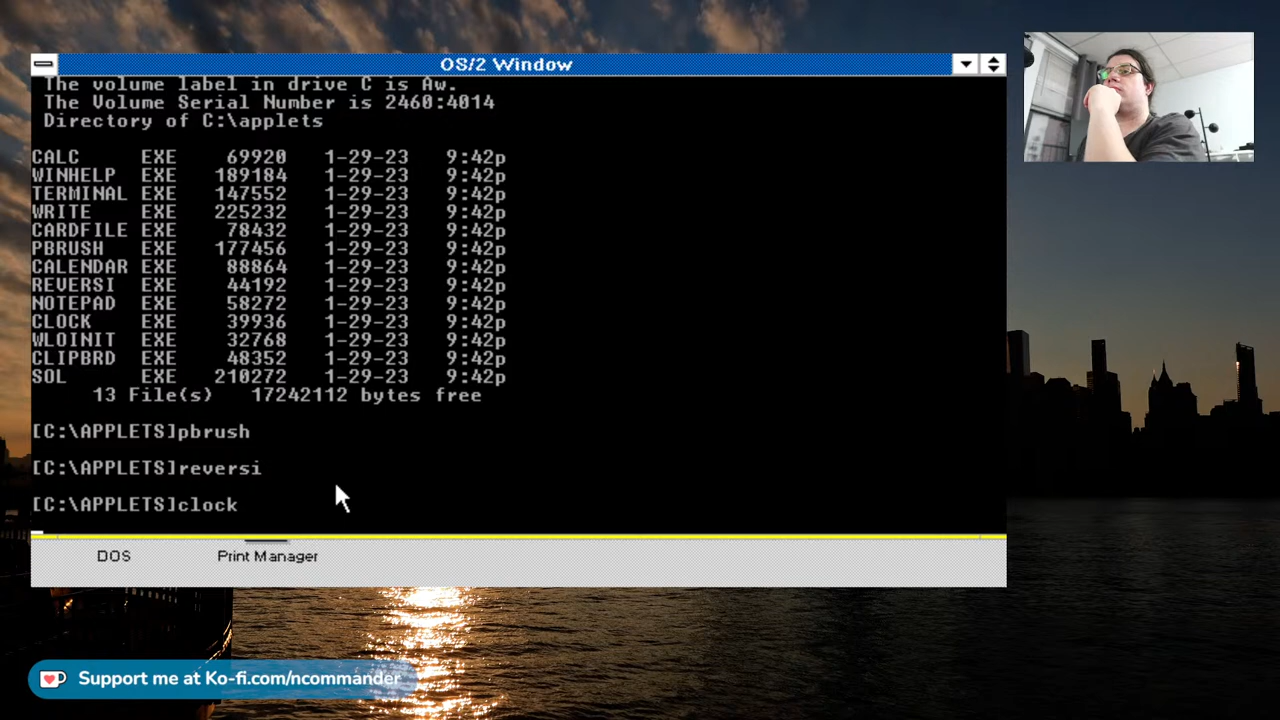 OS/2 Window
The volume label in drive C is Aw.
The Volume Serial Number is 2460:4014
Directory of C:\applets
CALC EXE 69920 1-29-23 9:42p
WINHELP EXE 189184 1-29-23 9:42p
TERMINAL EXE 147552 1-29-23 9:42p
WRITE EXE 225232 1-29-23 9:42p
CARDFILE EXE 78432 1-29-23 9:42p
PBRUSH EXE 177456 1-29-23 9:42p
CALENDAR EXE 88864 1-29-23 9:42p
REVERSI EXE 44192 1-29-23 9:42p
NOTEPAD EXE 58272 1-29-23 9:42p
CLOCK EXE 39936 1-29-23 9:42p
WLOINIT EXE 32768 1-29-23 9:42p
CLIPBRD EXE 48352 1-29-23 9:42p
SOL EXE 210272 1-29-23 9:42p
13 File(s) 17242112 bytes free
[C:\APPLETS]pbrush
[C:\APPLETS]reversi
[C:\APPLETS]clock
DOS Print Manager
Support me at Ko-fi.com/ncommander